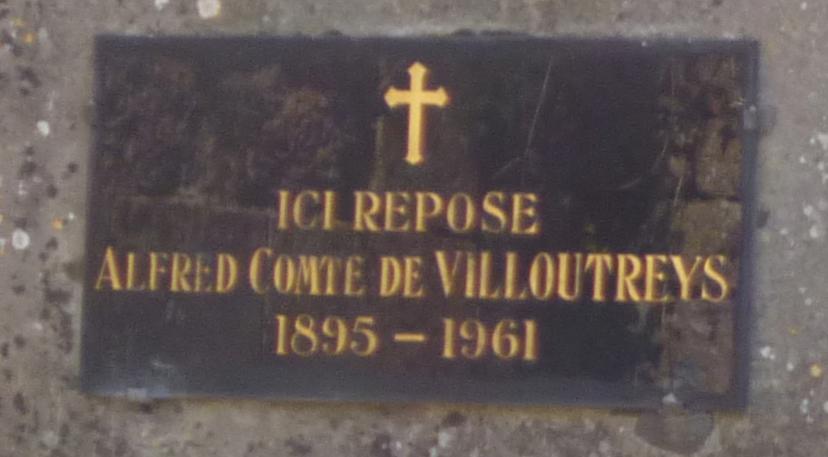 ICI REPOSE
ALFRED COMTE DE VILLOUTREYS
1895 – 1961